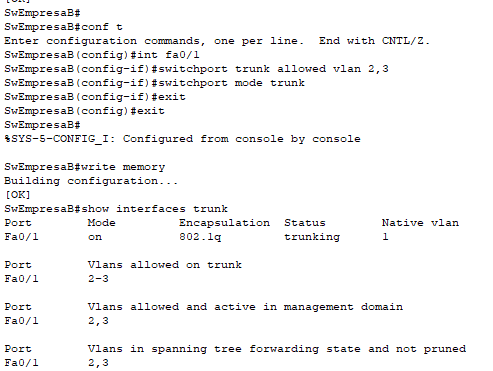 [OK]
SwEmpresaB#
SwEmpresaB#conf t
Enter configuration commands, one per line.  End with CNTL/Z.
SwEmpresaB(config)#int fa0/1
SwEmpresaB(config-if)#switchport trunk allowed vlan 2,3
SwEmpresaB(config-if)#switchport mode trunk
SwEmpresaB(config-if)#exit
SwEmpresaB(config)#exit
SwEmpresaB#
%SYS-5-CONFIG_I: Configured from console by console

SwEmpresaB#write memory
Building configuration...
[OK]
SwEmpresaB#show interfaces trunk
Port        Mode         Encapsulation  Status        Native vlan
Fa0/1       on           802.1q         trunking      1

Port        Vlans allowed on trunk
Fa0/1       2-3

Port        Vlans allowed and active in management domain
Fa0/1       2,3

Port        Vlans in spanning tree forwarding state and not pruned
Fa0/1       2,3